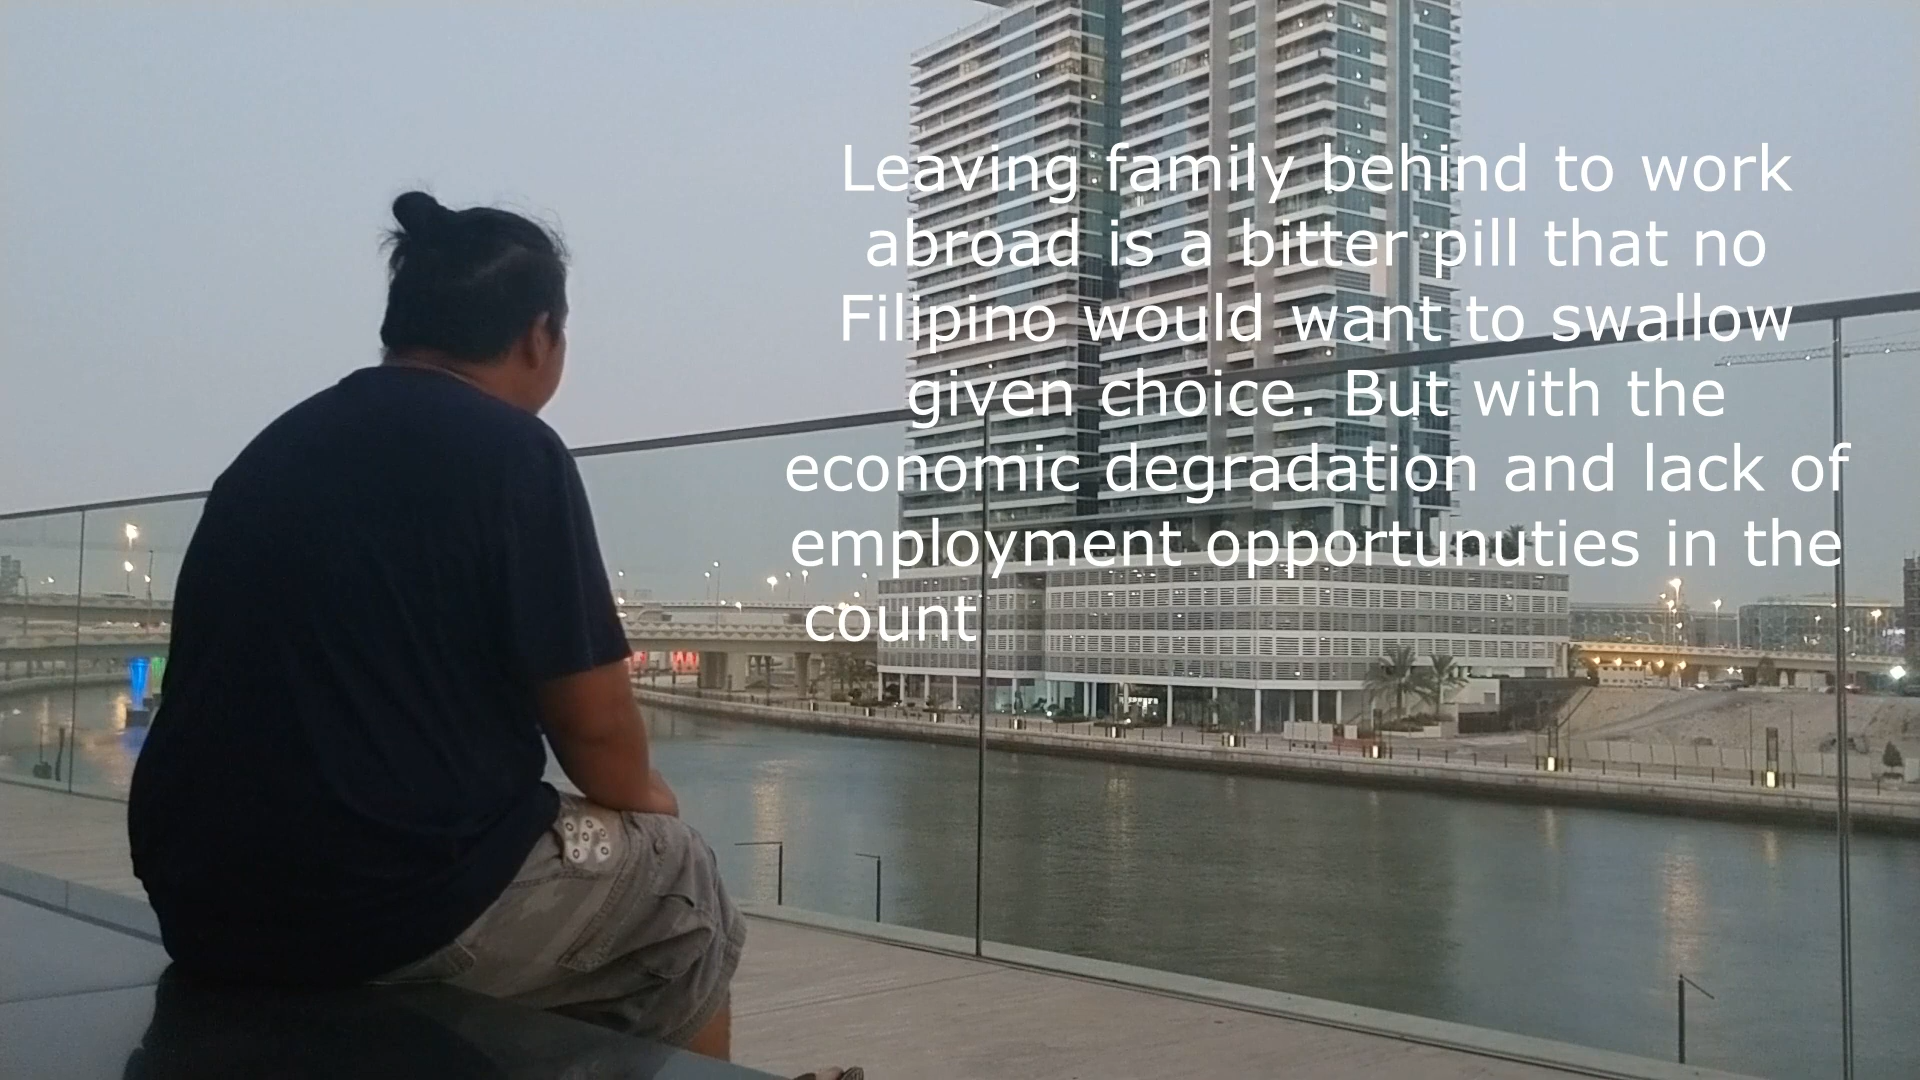 Leaving family behind to work
abroad is a bitter pill that no
Filipino would want to swallow
given choice. But with the
economic degradation and lack of
employment opportunuties in the
count